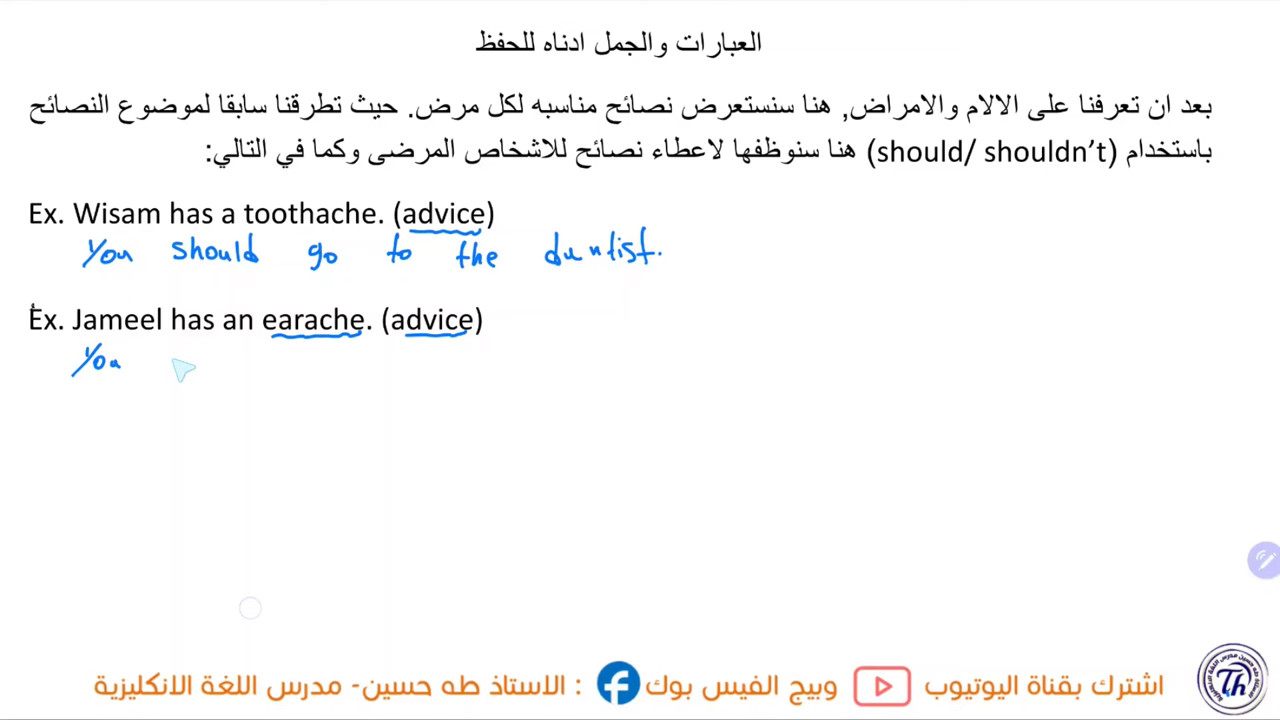 العبارات والجمل ادناه للحفظ
بعد ان تعرفنا على الالام والامراض, هنا سنستعرض نصائح مناسبه لكل مرض. حيث تطرقنا سابقا لموضوع النصائح
باستخدام (should/ shouldn’t) هنا سنوظفها لاعطاء نصائح للاشخاص المرضى وكما في التالي:
Ex. Wisam has a toothache. (advice)
You should go to the dentist.
Ex. Jameel has an earache. (advice)
You
اشترك بقناة اليوتيوب وبيج الفيس بوك : الاستاذ طه حسين- مدرس اللغة الانكليزية
Th